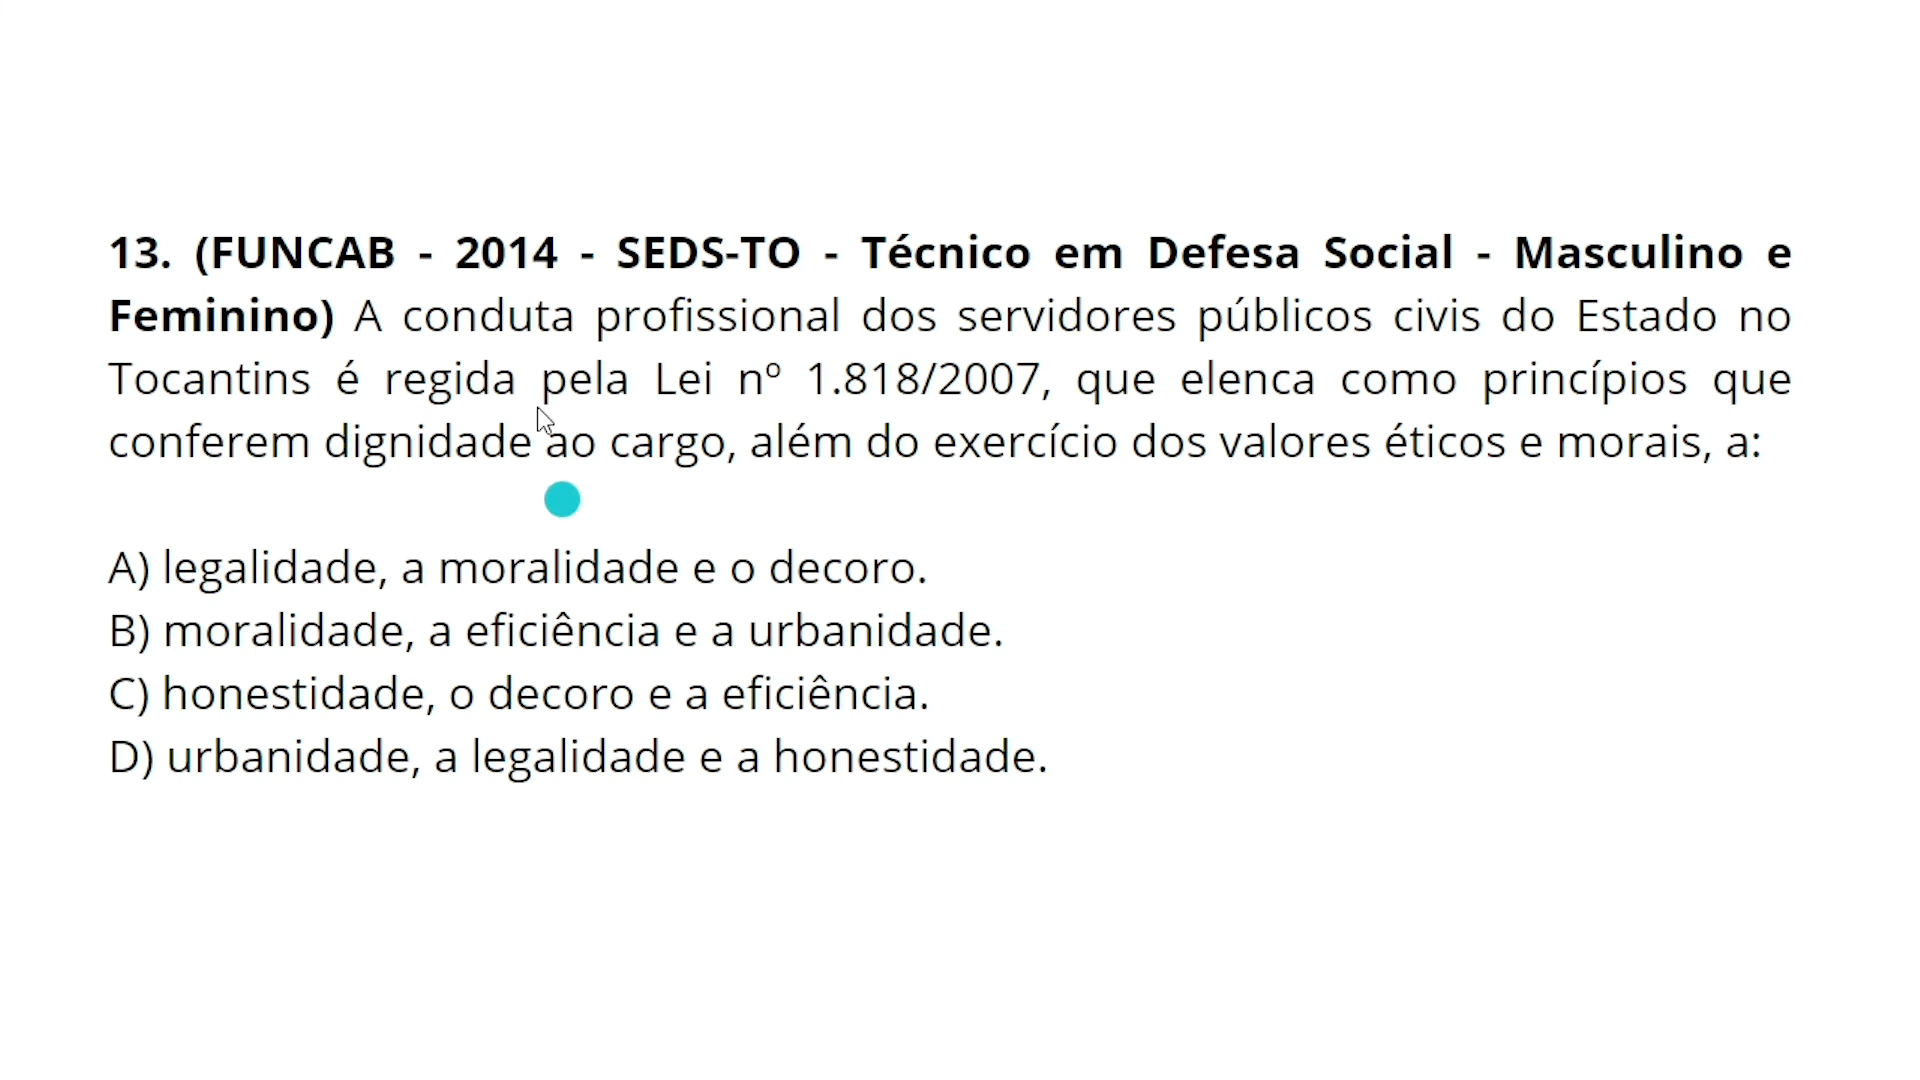 13. (FUNCAB - 2014 - SEDS-TO - Técnico em Defesa Social - Masculino e
Feminino) A conduta profissional dos servidores públicos civis do Estado no
Tocantins é regida pela Lei nº 1.818/2007, que elenca como princípios que
conferem dignidade ao cargo, além do exercício dos valores éticos e morais, a:
A) legalidade, a moralidade e o decoro.
B) moralidade, a eficiência e a urbanidade.
C) honestidade, o decoro e a eficiência.
D) urbanidade, a legalidade e a honestidade.